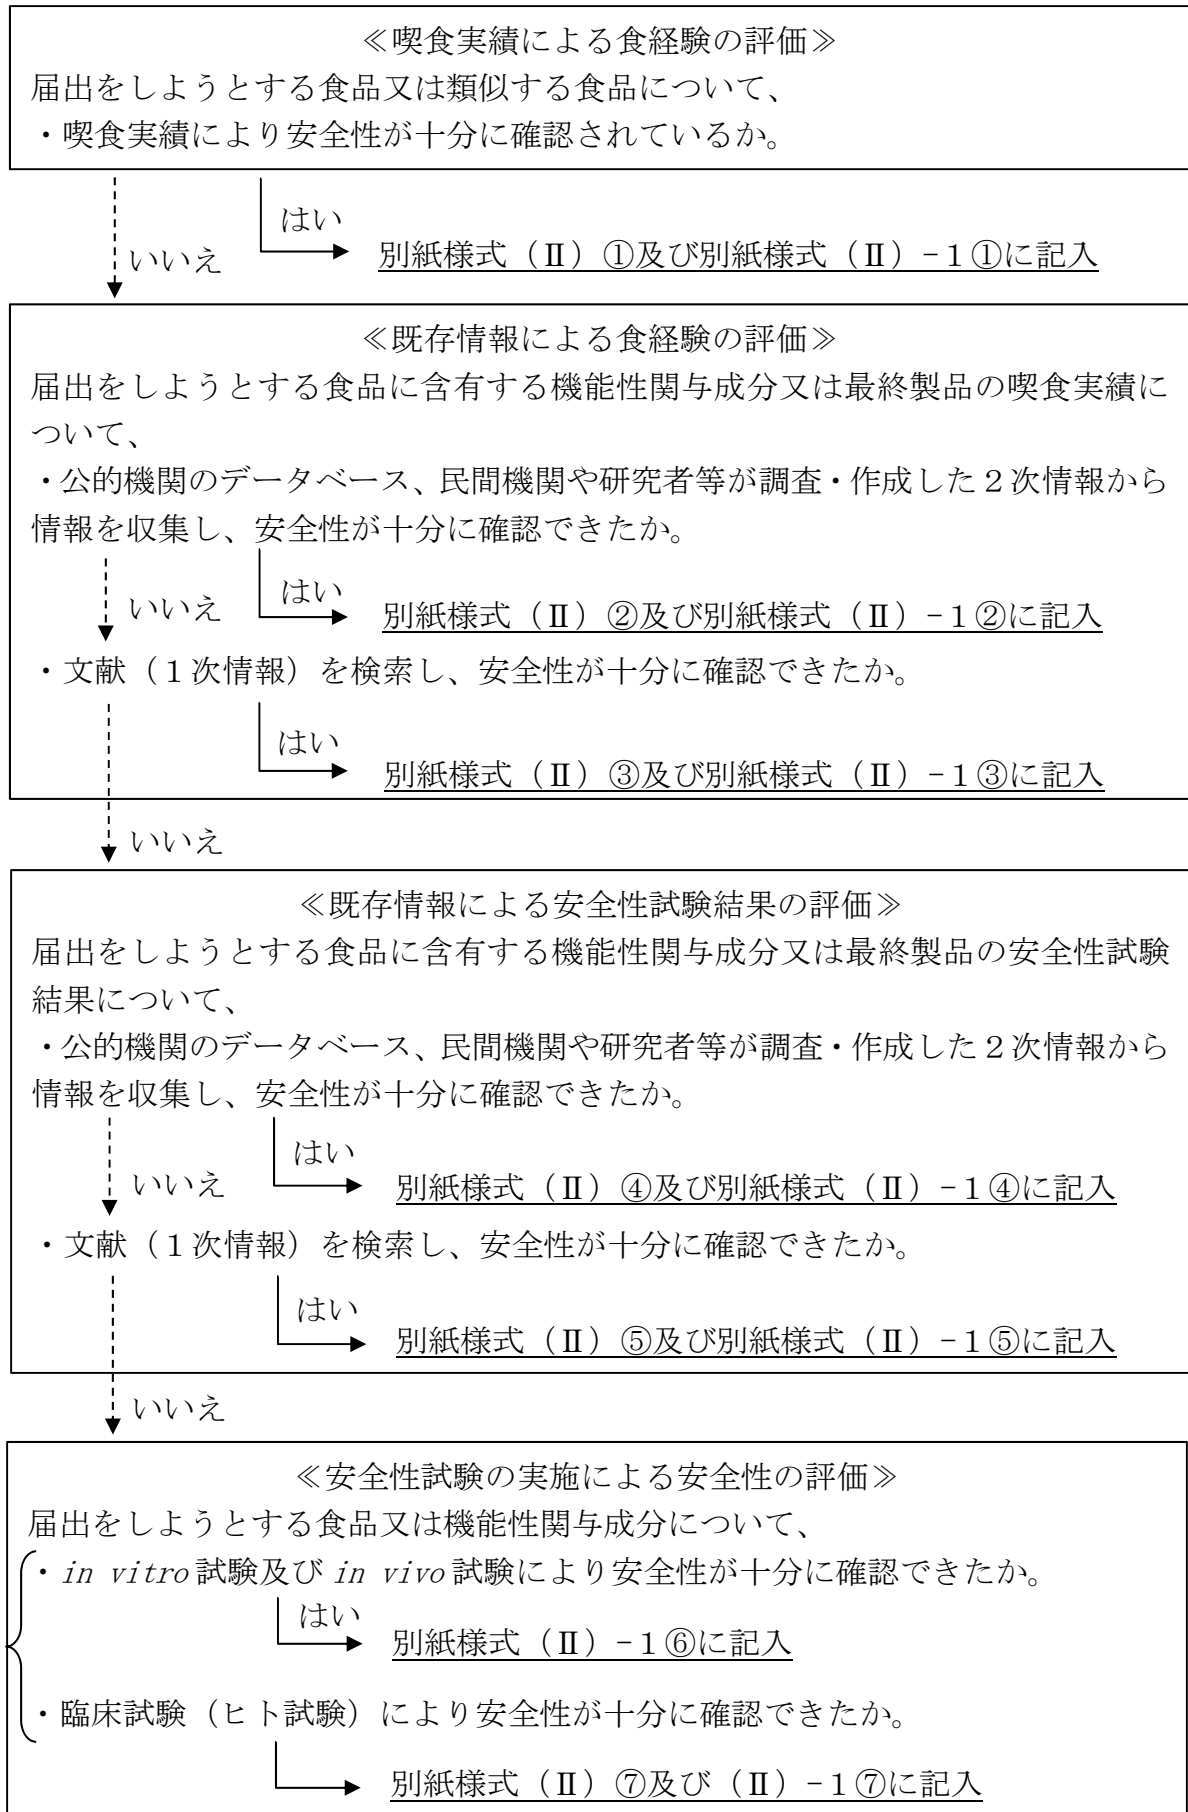 ≪喫食実績による食経験の評価≫
届出をしようとする食品又は類似する食品について、
・喫食実績により安全性が十分に確認されているか。
はい
いいえ
別紙様式（Ⅱ）①及び別紙様式（Ⅱ）-１①に記入
≪既存情報による食経験の評価≫
届出をしようとする食品に含有する機能性関与成分又は最終製品の喫食実績に
ついて、
・公的機関のデータベース、民間機関や研究者等が調査・作成した２次情報から
情報を収集し、安全性が十分に確認できたか。
はい
いいえ
別紙様式（Ⅱ）②及び別紙様式（Ⅱ）-１②に記入
・文献（１次情報）を検索し、安全性が十分に確認できたか。
はい
別紙様式（Ⅱ）③及び別紙様式（Ⅱ）-１③に記入
いいえ
≪既存情報による安全性試験結果の評価≫
届出をしようとする食品に含有する機能性関与成分又は最終製品の安全性試験
結果について、
・公的機関のデータベース、民間機関や研究者等が調査・作成した２次情報から
情報を収集し、安全性が十分に確認できたか。
はい
いいえ
別紙様式（Ⅱ）④及び別紙様式（Ⅱ）-１④に記入
・文献（１次情報）を検索し、安全性が十分に確認できたか。
はい
別紙様式（Ⅱ）⑤及び別紙様式（Ⅱ）-１⑤に記入
いいえ
≪安全性試験の実施による安全性の評価≫
届出をしようとする食品又は機能性関与成分について、
・in vitro 試験及び in vivo 試験により安全性が十分に確認できたか。
はい
別紙様式（Ⅱ）-１⑥に記入
・臨床試験（ヒト試験）により安全性が十分に確認できたか。
別紙様式（Ⅱ）⑦及び（Ⅱ）-１⑦に記入